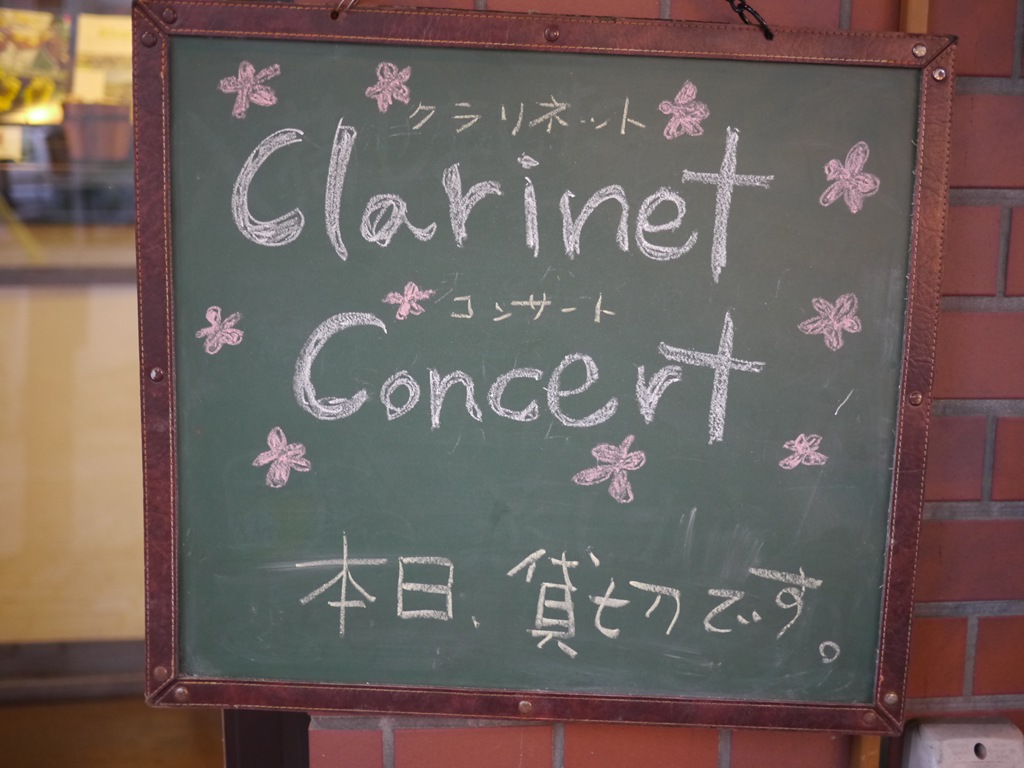 クラリネット
Clarinet
コンサート
Concert
本日、貸切です。